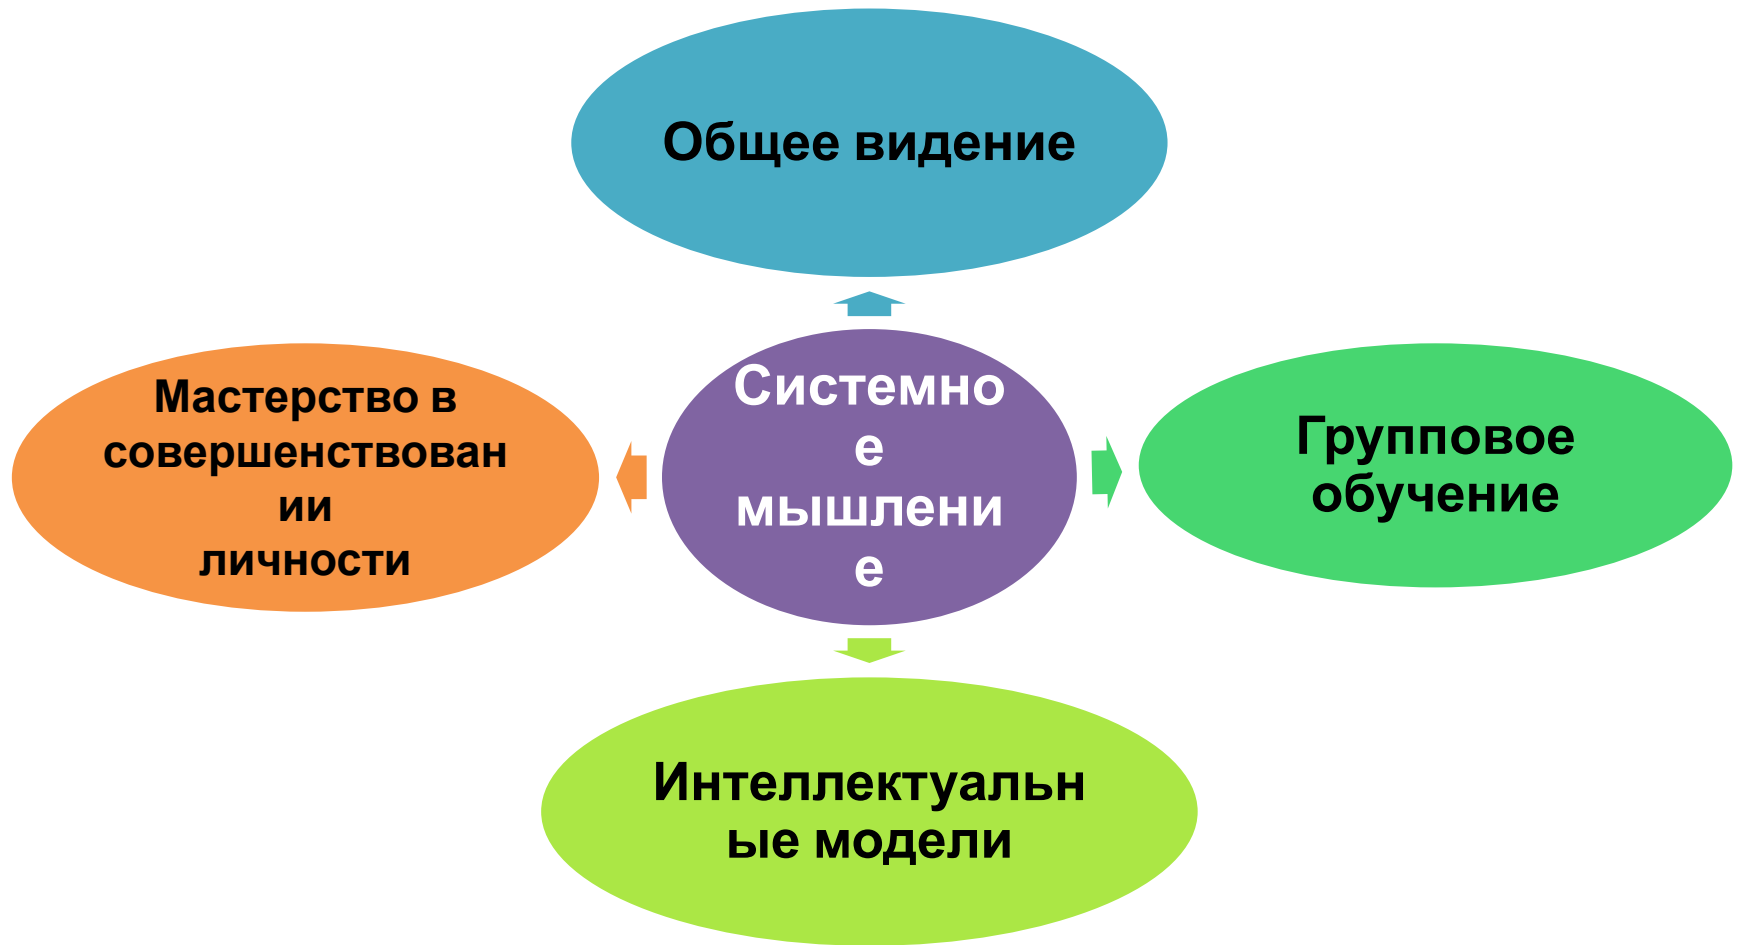 Общее видение
Мастерство в
совершенствован
ии
личности
Системно
е
мышлени
е
Групповое
обучение
Интеллектуальн
ые модели